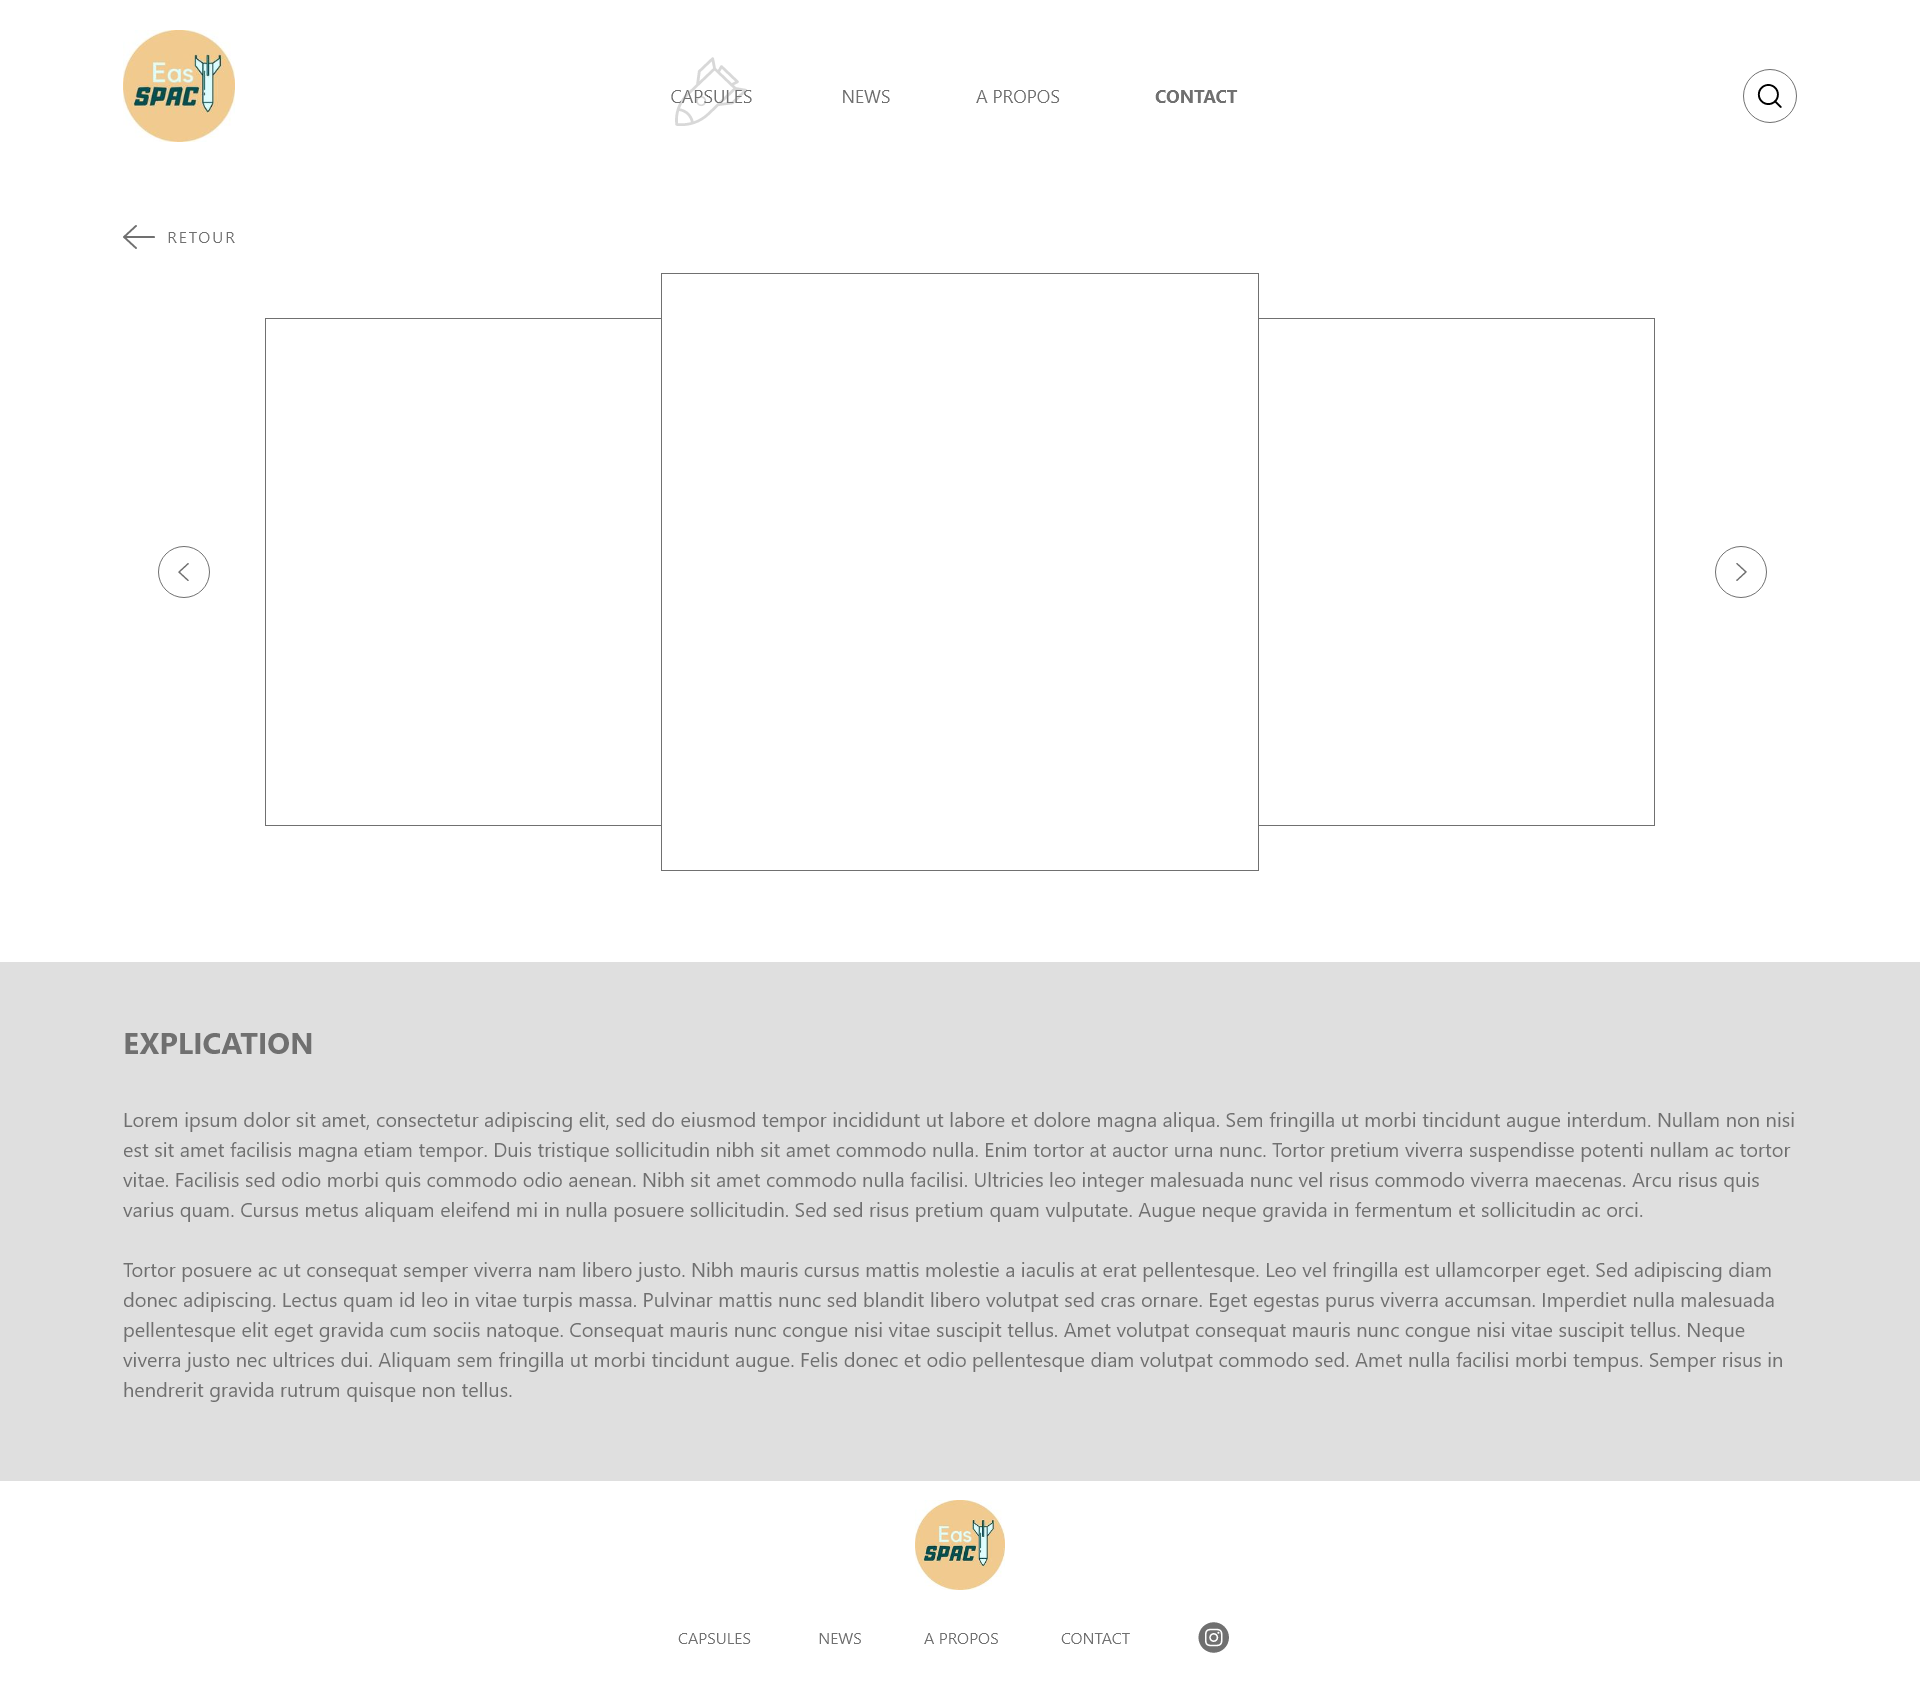 Eas
SPAC
CAPSULES NEWS A PROPOS CONTACT
RETOUR
EXPLICATION
Lorem ipsum dolor sit amet, consectetur adipiscing elit, sed do eiusmod tempor incididunt ut labore et dolore magna aliqua. Sem fringilla ut morbi tincidunt augue interdum. Nullam non nisi
est sit amet facilisis magna etiam tempor. Duis tristique sollicitudin nibh sit amet commodo nulla. Enim tortor at auctor urna nunc. Tortor pretium viverra suspendisse potenti nullam ac tortor
vitae. Facilisis sed odio morbi quis commodo odio aenean. Nibh sit amet commodo nulla facilisi. Ultricies leo integer malesuada nunc vel risus commodo viverra maecenas. Arcu risus quis
varius quam. Cursus metus aliquam eleifend mi in nulla posuere sollicitudin. Sed sed risus pretium quam vulputate. Augue neque gravida in fermentum et sollicitudin ac orci.
Tortor posuere ac ut consequat semper viverra nam libero justo. Nibh mauris cursus mattis molestie a iaculis at erat pellentesque. Leo vel fringilla est ullamcorper eget. Sed adipiscing diam
donec adipiscing. Lectus quam id leo in vitae turpis massa. Pulvinar mattis nunc sed blandit libero volutpat sed cras ornare. Eget egestas purus viverra accumsan. Imperdiet nulla malesuada
pellentesque elit eget gravida cum sociis natoque. Consequat mauris nunc congue nisi vitae suscipit tellus. Amet volutpat consequat mauris nunc congue nisi vitae suscipit tellus. Neque
viverra justo nec ultrices dui. Aliquam sem fringilla ut morbi tincidunt augue. Felis donec et odio pellentesque diam volutpat commodo sed. Amet nulla facilisi morbi tempus. Semper risus in
hendrerit gravida rutrum quisque non tellus.
Eas
SPAC
CAPSULES NEWS A PROPOS CONTACT